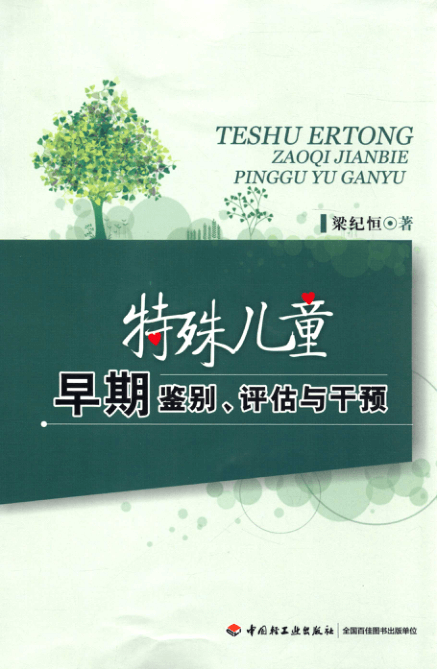 TESHU ERTONG
ZAOQI JIANBIE
PINGGU YU GANYU
梁纪恒⊙著
特殊儿童
早期鉴别、评估与干预
中国轻工业出版社 全国百佳图书出版单位